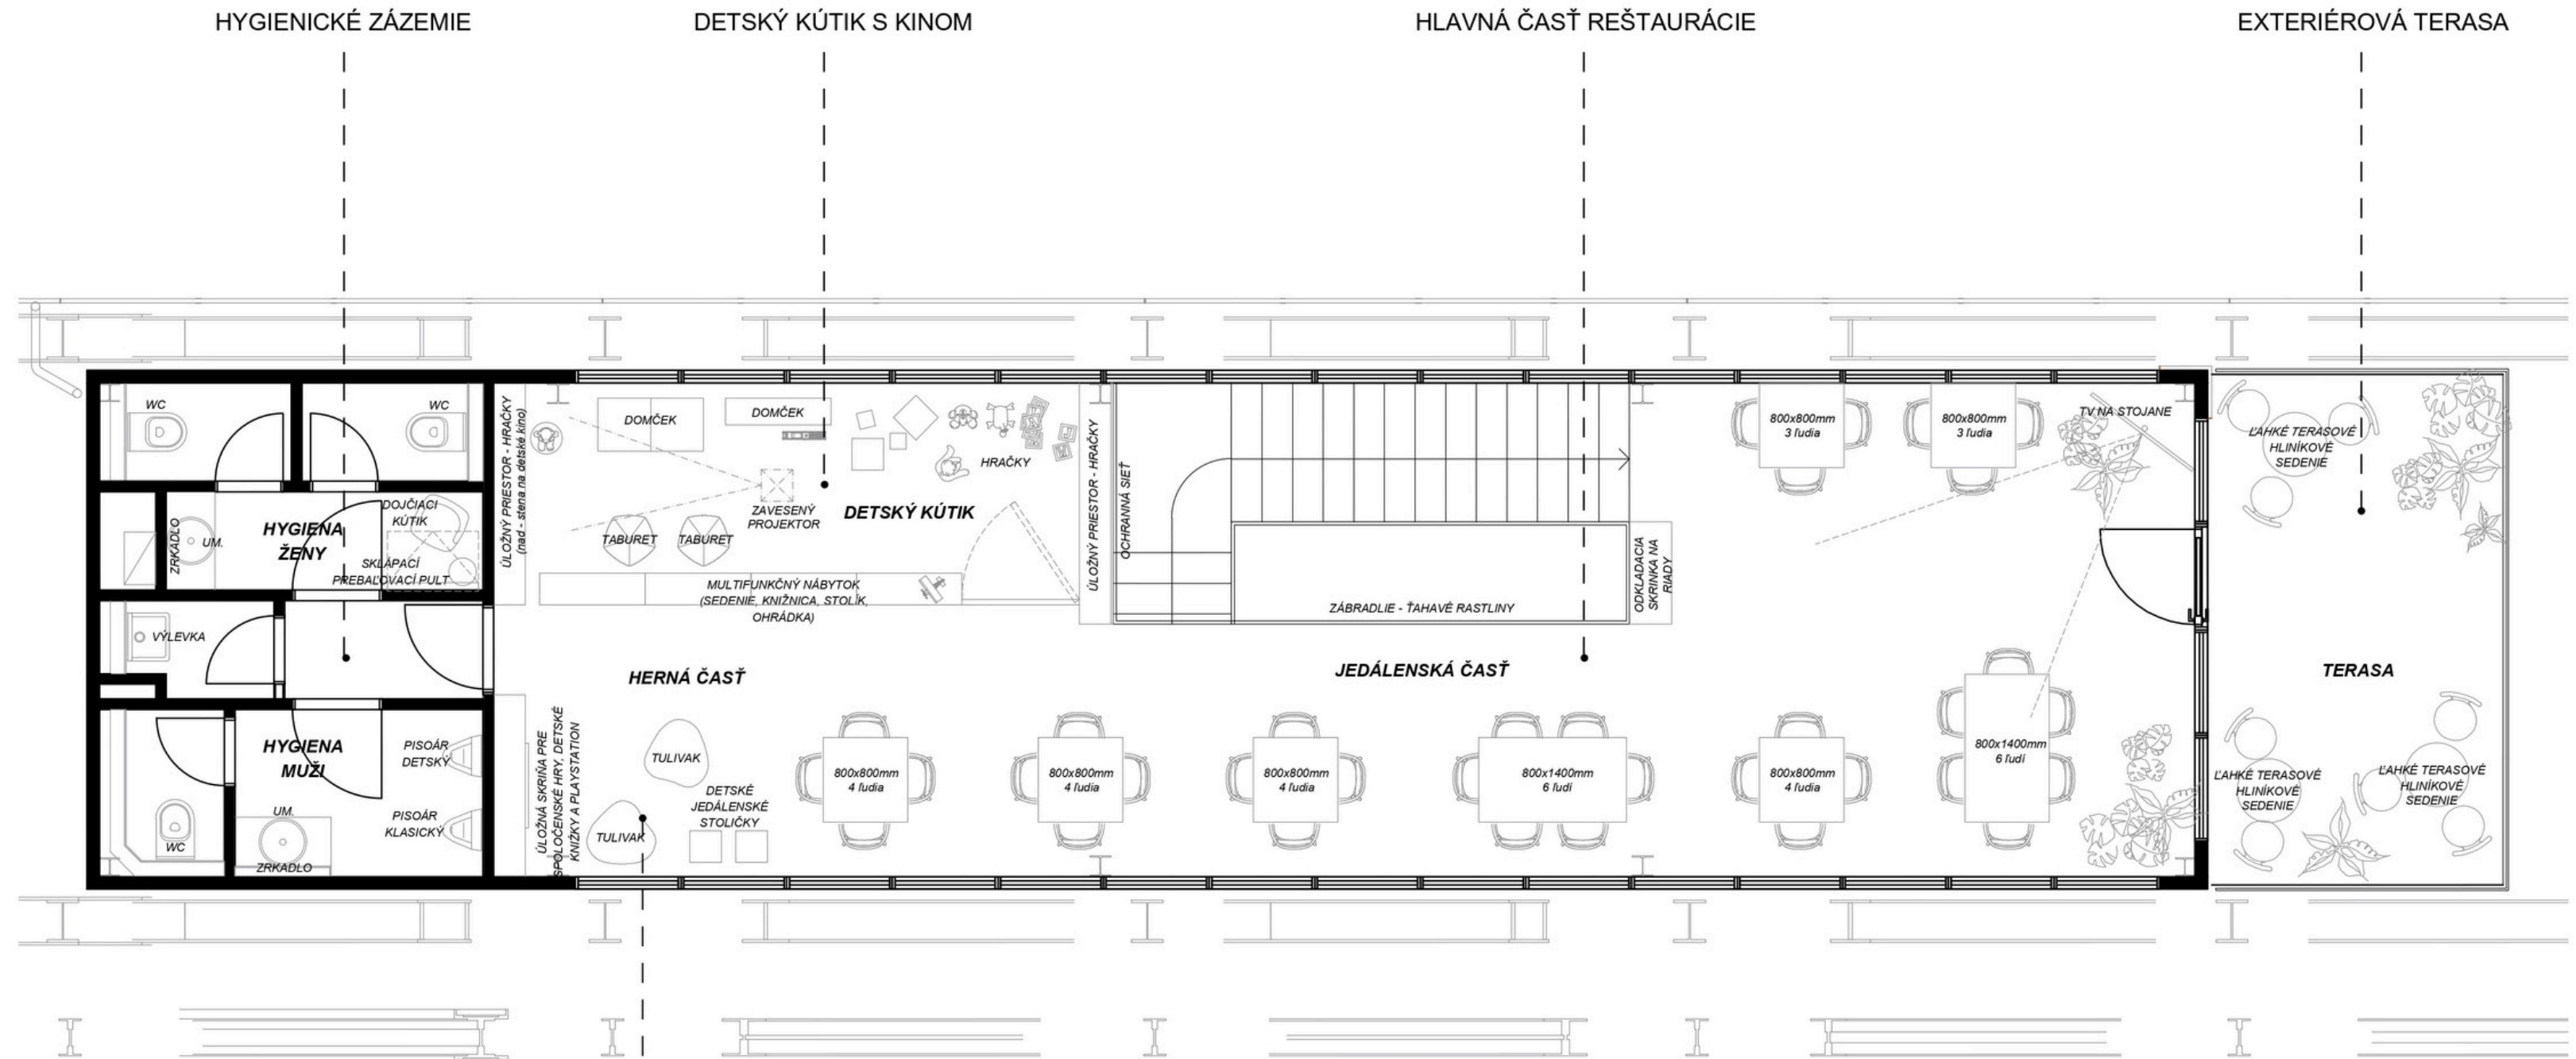 HYGIENICKÉ ZÁZEMIE
DETSKÝ KÚTIK S KINOM
HLAVNÁ ČASŤ REŠTAURÁCIE
EXTERIÉROVÁ TERASA
WC
WC
ZRKADLO
UM.
HYGIENA
ŽENY
DOJČIACI
KÚTIK
SKLÁPACÍ
PREBAĽOVACÍ PULT
VÝLEVKA
HYGIENA
MUŽI
PISOÁR
DETSKÝ
PISOÁR
KLASICKÝ
UM.
ZRKADLO
WC
ÚLOŽNÝ PRIESTOR - HRAČKY
(nad - stena na detské kino)
DOMČEK
DOMČEK
HRAČKY
ZAVESENÝ
PROJEKTOR
DETSKÝ KÚTIK
TABURET
TABURET
MULTIFUNKČNÝ NÁBYTOK
(SEDENIE, KNIŽNICA, STOLÍK,
OHRÁDKA)
ÚLOŽNÝ PRIESTOR - HRAČKY
OCHRANNÁ SIEŤ
ZÁBRADLIE - ŤAHAVÉ RASTLINY
ODKLADACIA
SKRINKA NA
RIADY
HERNÁ ČASŤ
ÚLOŽNÁ SKRIŇA PRE
SPOLOČENSKÉ HRY, DETSKÉ
KNIŽKY A PLAYSTATION
TULIVAK
TULIVAK
DETSKÉ
JEDÁLENSKÉ
STOLIČKY
JEDÁLENSKÁ ČASŤ
800x800mm
4 ľudia
800x800mm
4 ľudia
800x800mm
4 ľudia
800x1400mm
6 ľudí
800x800mm
4 ľudia
800x1400mm
6 ľudí
800x800mm
3 ľudia
800x800mm
3 ľudia
TV NA STOJANE
ĽAHKÉ TERASOVÉ
HLINÍKOVÉ
SEDENIE
TERASA
ĽAHKÉ TERASOVÉ
HLINÍKOVÉ
SEDENIE
ĽAHKÉ TERASOVÉ
HLINÍKOVÉ
SEDENIE